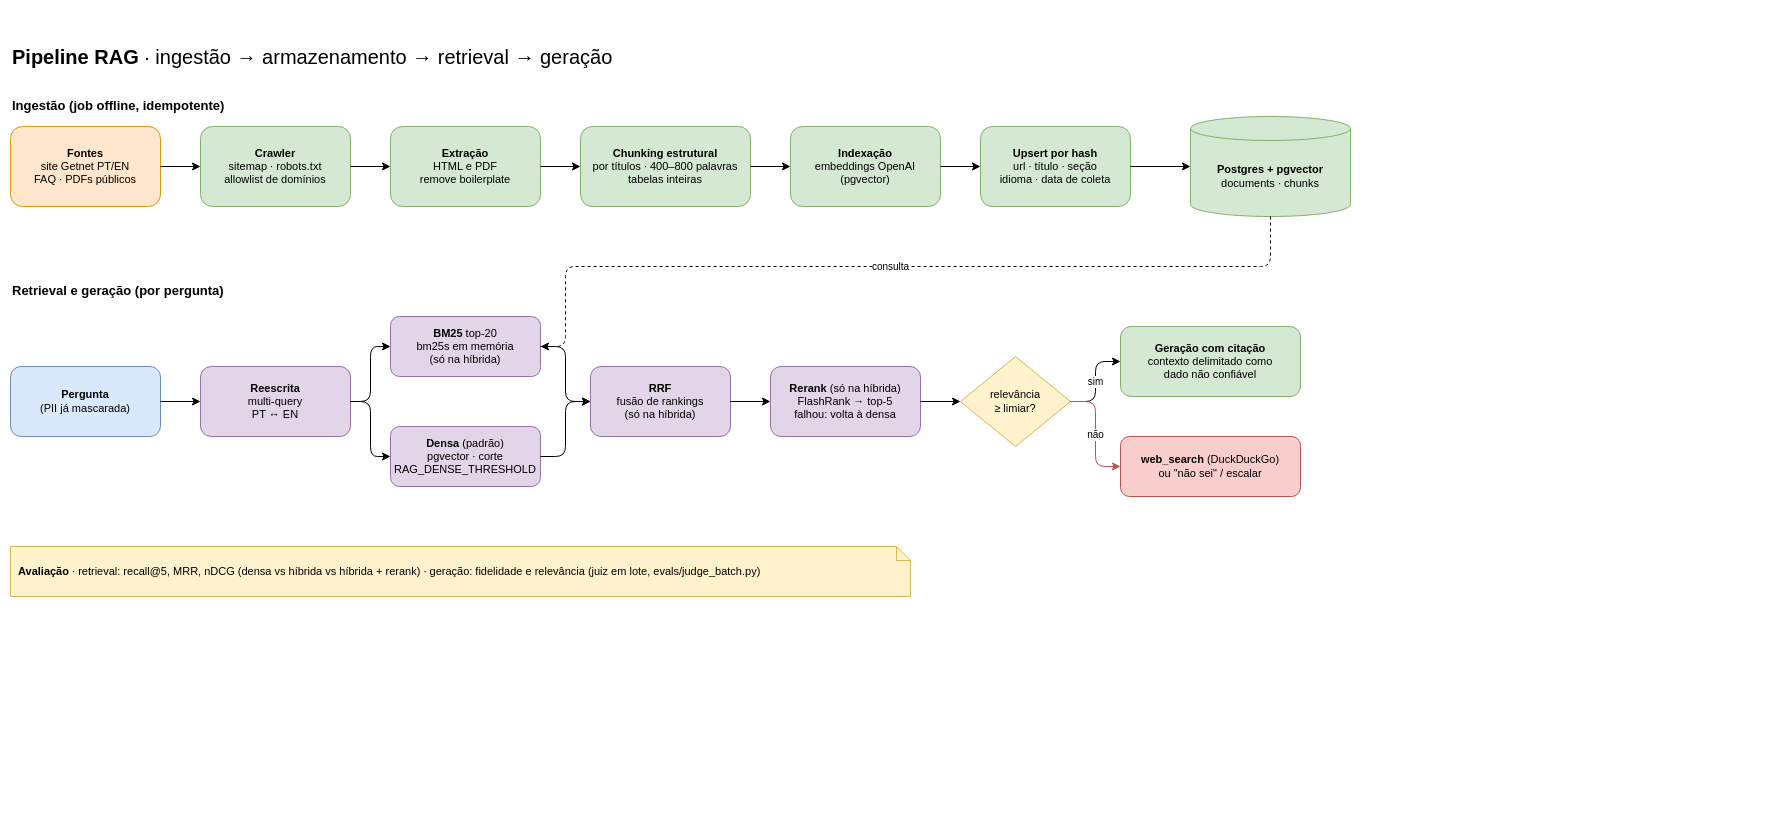 Pipeline RAG · ingestão → armazenamento → retrieval → geração
Ingestão (job offline, idempotente)
Fontes
site Getnet PT/EN
FAQ · PDFs públicos
Crawler
sitemap · robots.txt
allowlist de domínios
Extração
HTML e PDF
remove boilerplate
Chunking estrutural
por títulos · 400–800 palavras
tabelas inteiras
Indexação
embeddings OpenAI
(pgvector)
Upsert por hash
url · título · seção
idioma · data de coleta
Postgres + pgvector
documents · chunks
consulta
Retrieval e geração (por pergunta)
Pergunta
(PII já mascarada)
Reescrita
multi-query
PT ↔ EN
BM25 top-20
bm25s em memória
(só na híbrida)
Densa (padrão)
pgvector · corte
RAG_DENSE_THRESHOLD
RRF
fusão de rankings
(só na híbrida)
Rerank (só na híbrida)
FlashRank → top-5
falhou: volta à densa
relevância
≥ limiar?
sim
não
Geração com citação
contexto delimitado como
dado não confiável
web_search (DuckDuckGo)
ou "não sei" / escalar
Avaliação · retrieval: recall@5, MRR, nDCG (densa vs híbrida vs híbrida + rerank) · geração: fidelidade e relevância (juiz em lote, evals/judge_batch.py)